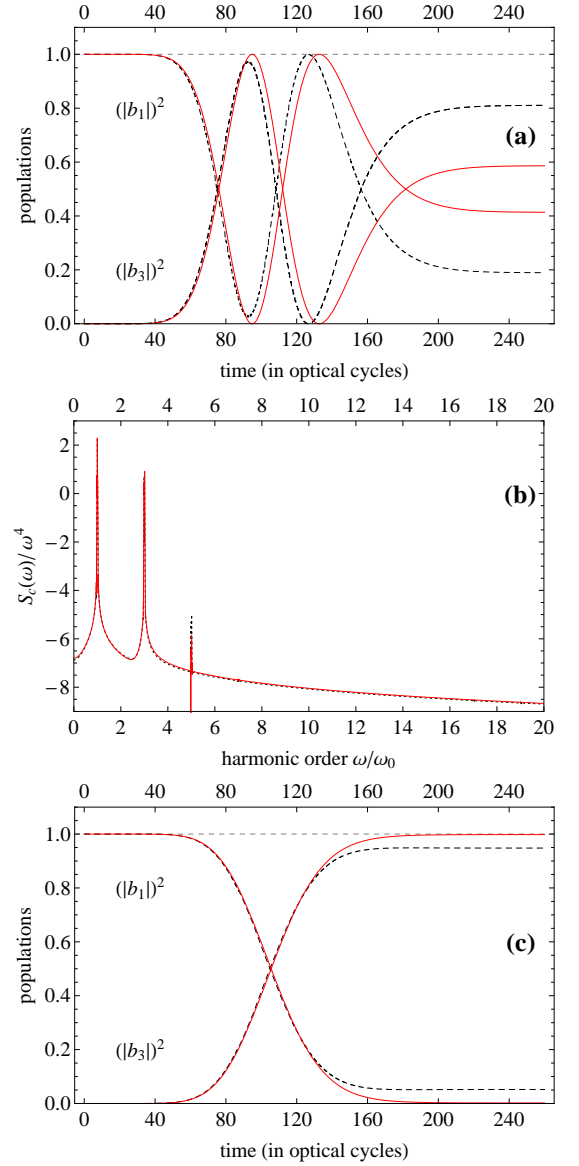 0 40 80 120 160 200 240
1.0
0.8
0.6
0.4
0.2
0.0
populations
(|b₁|)²
(|b₃|)²
(a)
0 40 80 120 160 200 240
time (in optical cycles)
0 2 4 6 8 10 12 14 16 18 20
2
0
−2
−4
−6
−8
S_c(ω)/ω⁴
(b)
0 2 4 6 8 10 12 14 16 18 20
harmonic order ω/ω₀
0 40 80 120 160 200 240
1.0
0.8
0.6
0.4
0.2
0.0
populations
(|b₁|)²
(|b₃|)²
(c)
0 40 80 120 160 200 240
time (in optical cycles)